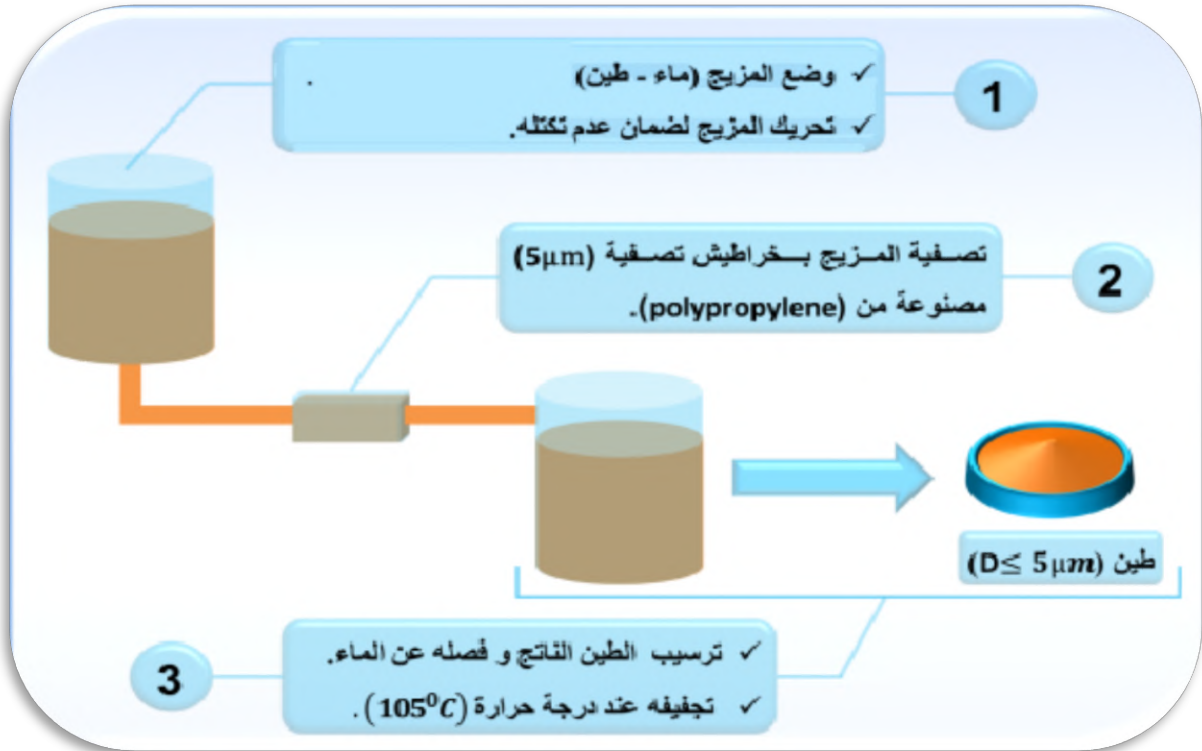 1
✓ وضع المزيج (ماء - طين) .
✓ تحريك المزيج لضمان عدم تكتله.
2
تصفية المزيج بخراطيش تصفية (5μm)
مصنوعة من (polypropylene).
طين (D≤ 5μm)
3
✓ ترسيب الطين الناتج و فصله عن الماء.
✓ تجفيفه عند درجة حرارة (105⁰C).